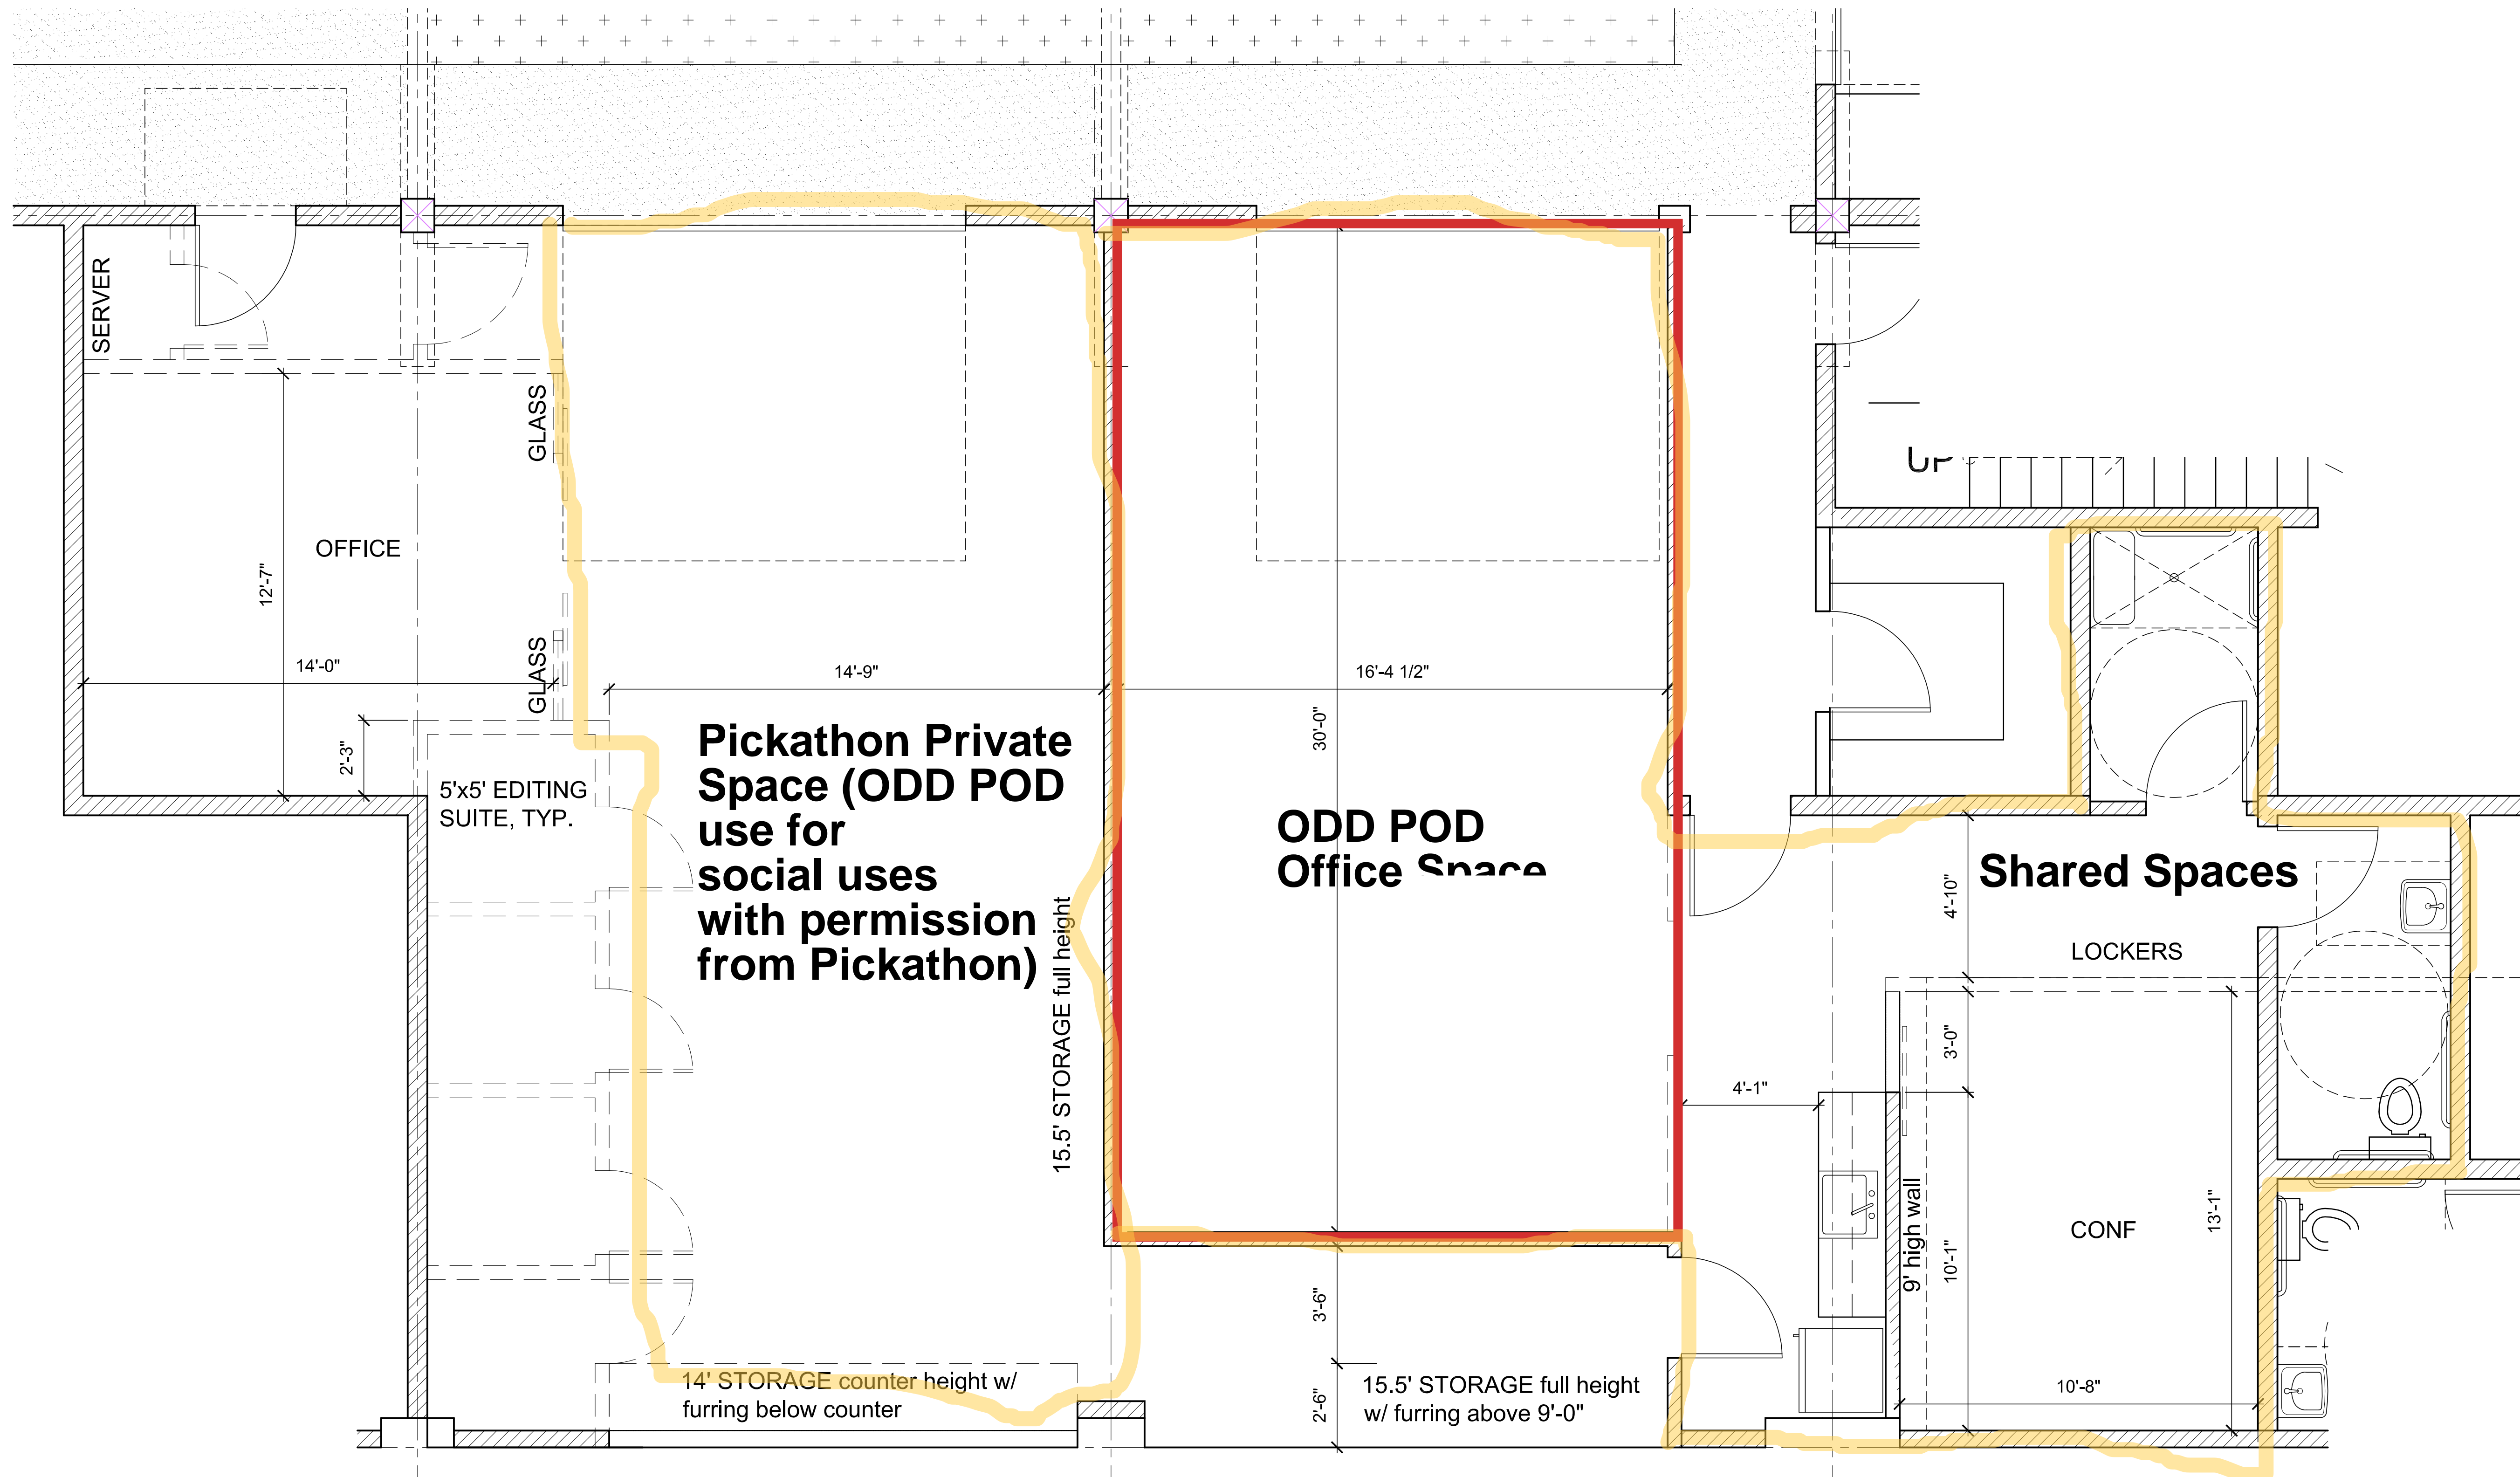 UP
SERVER
GLASS
OFFICE
12'-7"
14'-0"
GLASS
14'-9"
16'-4 1/2"
30'-0"
2'-3"
5'x5' EDITING
SUITE, TYP.
Pickathon Private
Space (ODD POD
use for
social uses
with permission
from Pickathon)
15.5' STORAGE full height
ODD POD
Office Space
Shared Spaces
4'-10"
LOCKERS
3'-0"
4'-1"
9' high wall
10'-1"
CONF
13'-1"
3'-6"
14' STORAGE counter height w/
furring below counter
2'-6"
15.5' STORAGE full height
w/ furring above 9'-0"
10'-8"